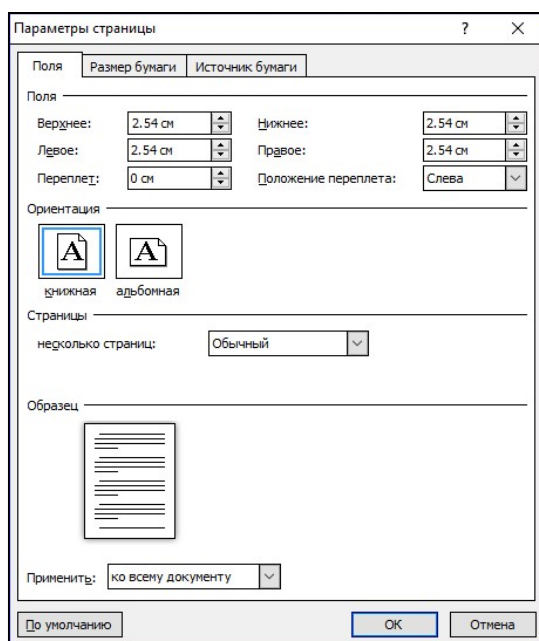 Параметры страницы ? ×
Поля Размер бумаги Источник бумаги
Поля
Верхнее: 2.54 см Нижнее: 2.54 см
Левое: 2.54 см Правое: 2.54 см
Переплет: 0 см Положение переплета: Слева
Ориентация
A A
книжная альбомная
Страницы
несколько страниц: Обычный
Образец
Применить: ко всему документу
По умолчанию ОК Отмена